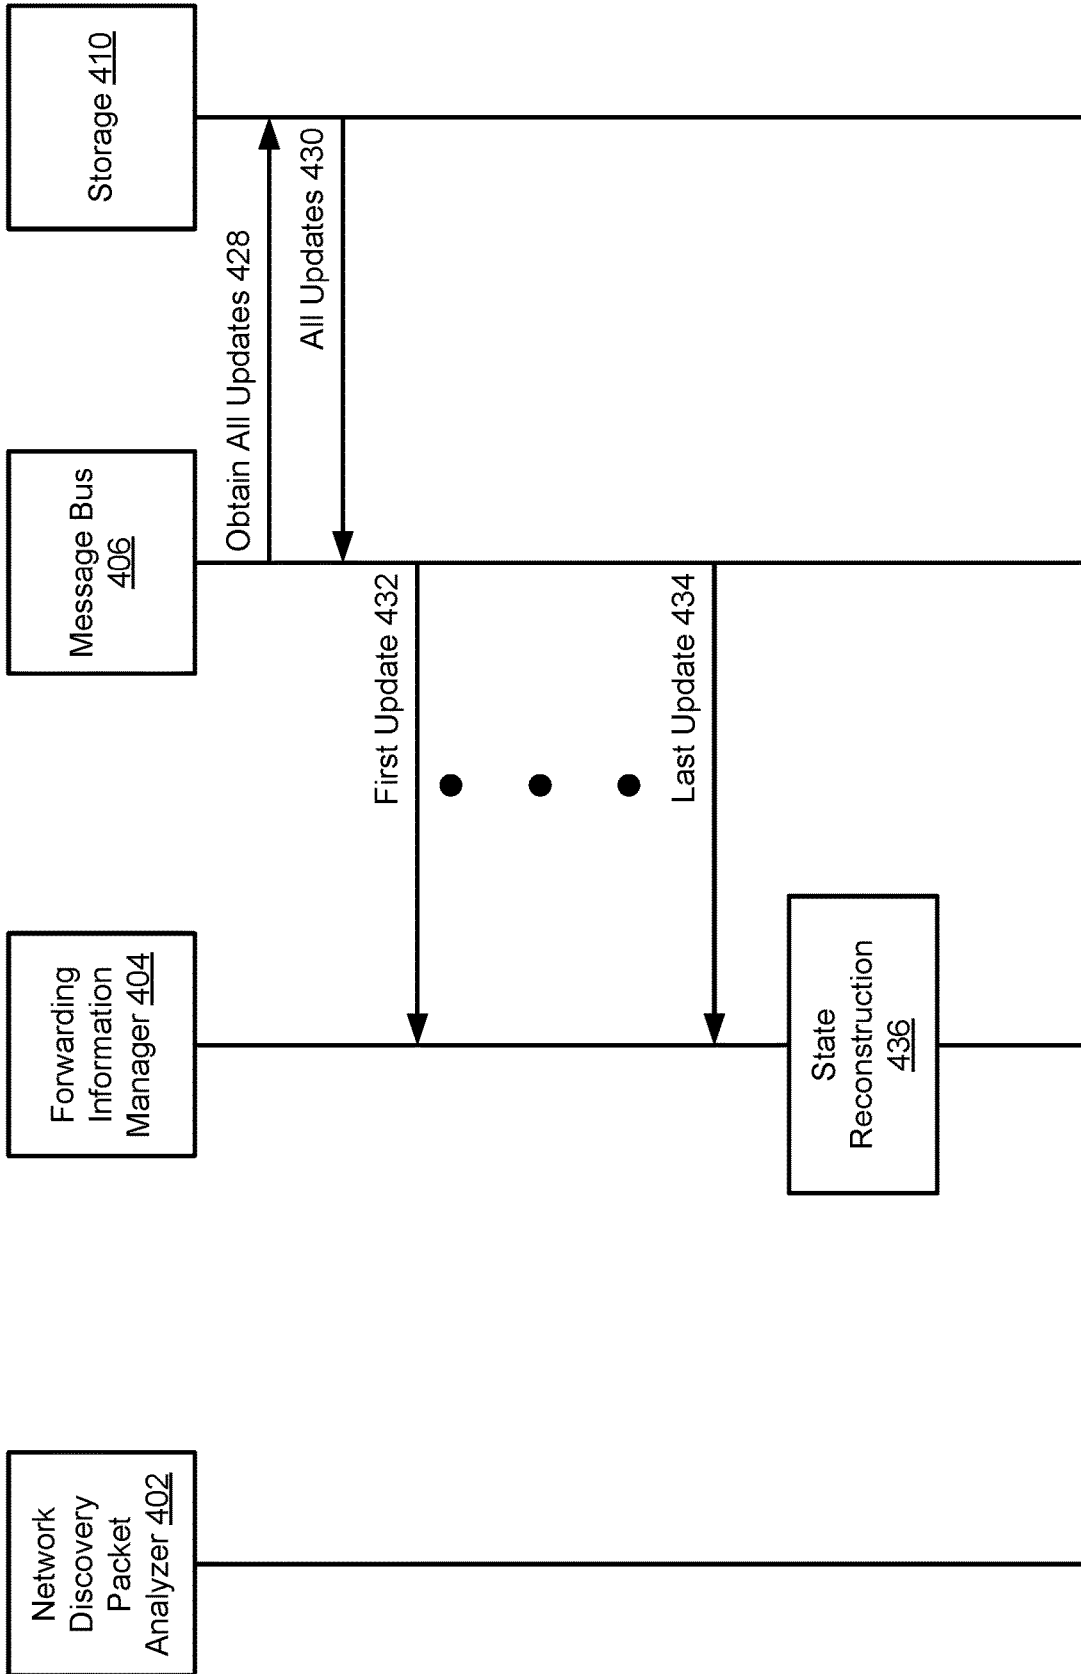 Network
Discovery
Packet
Analyzer 402
Forwarding
Information
Manager 404
Message Bus
406
Storage 410
Obtain All Updates 428
All Updates 430
First Update 432
Last Update 434
State
Reconstruction
436